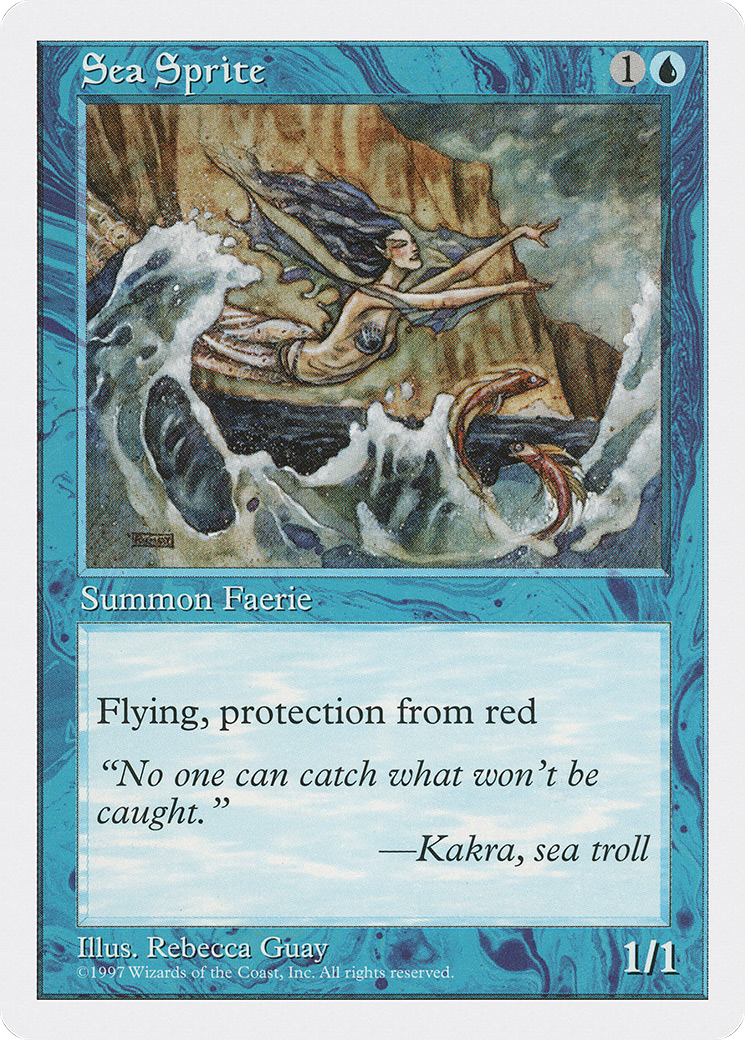 Sea Sprite
1
Summon Faerie
Flying, protection from red
“No one can catch what won’t be
caught.”
—Kakra, sea troll
Illus. Rebecca Guay
1/1
©1997 Wizards of the Coast, Inc. All rights reserved.